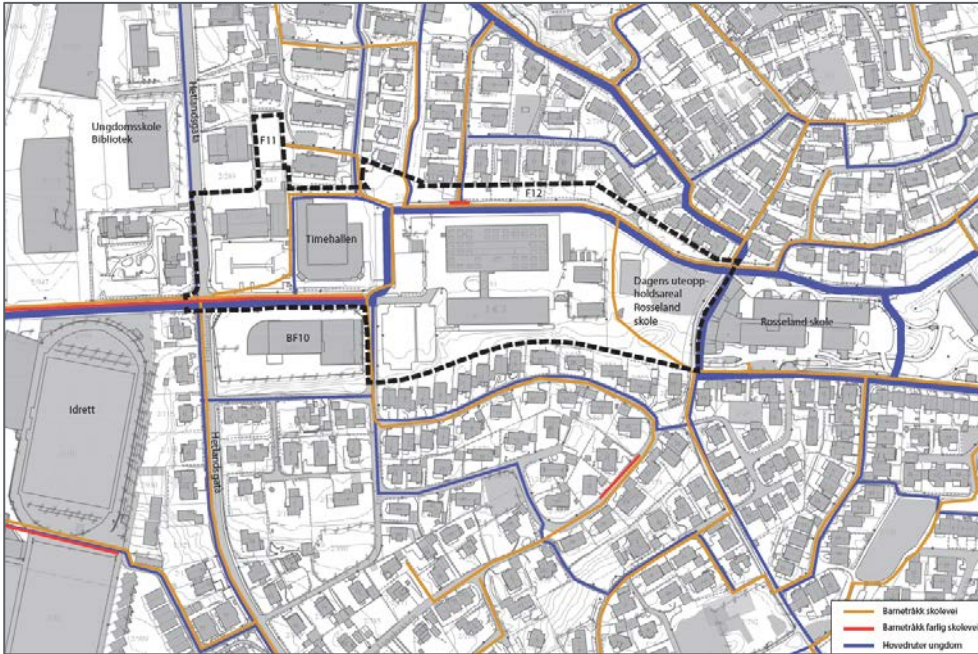 Hetlandsgata
Ungdomsskole
Bibliotek
F11
F12
Timehallen
Dagens uteopp-
holdsareal
Rosseland
skole
Rosseland skole
BF10
Idrett
Hetlandsgata
Barnetråkk skolevei
Barnetråkk farlig skolevei
Hovedruter ungdom